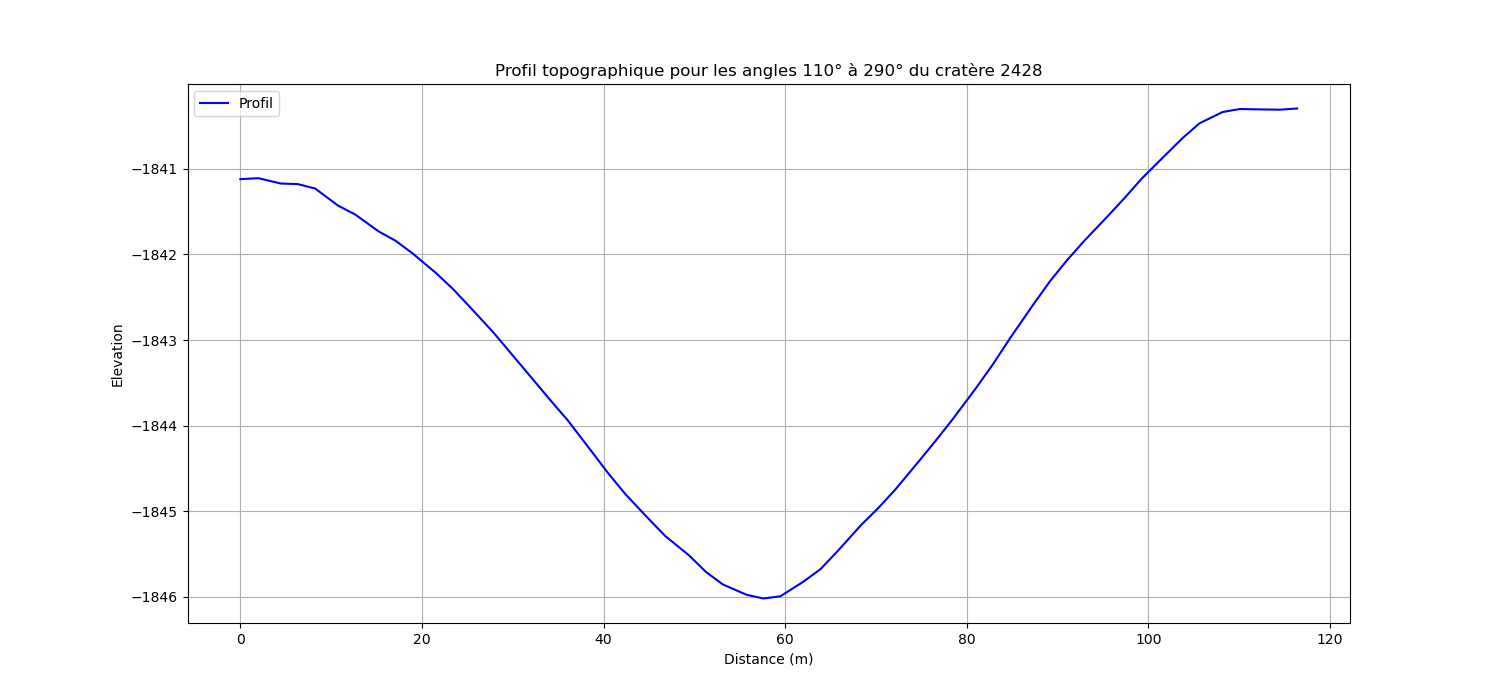 Profil topographique pour les angles 110° à 290° du cratère 2428
Profil
−1841
−1842
−1843
−1844
−1845
−1846
Elevation
0 20 40 60 80 100 120
Distance (m)